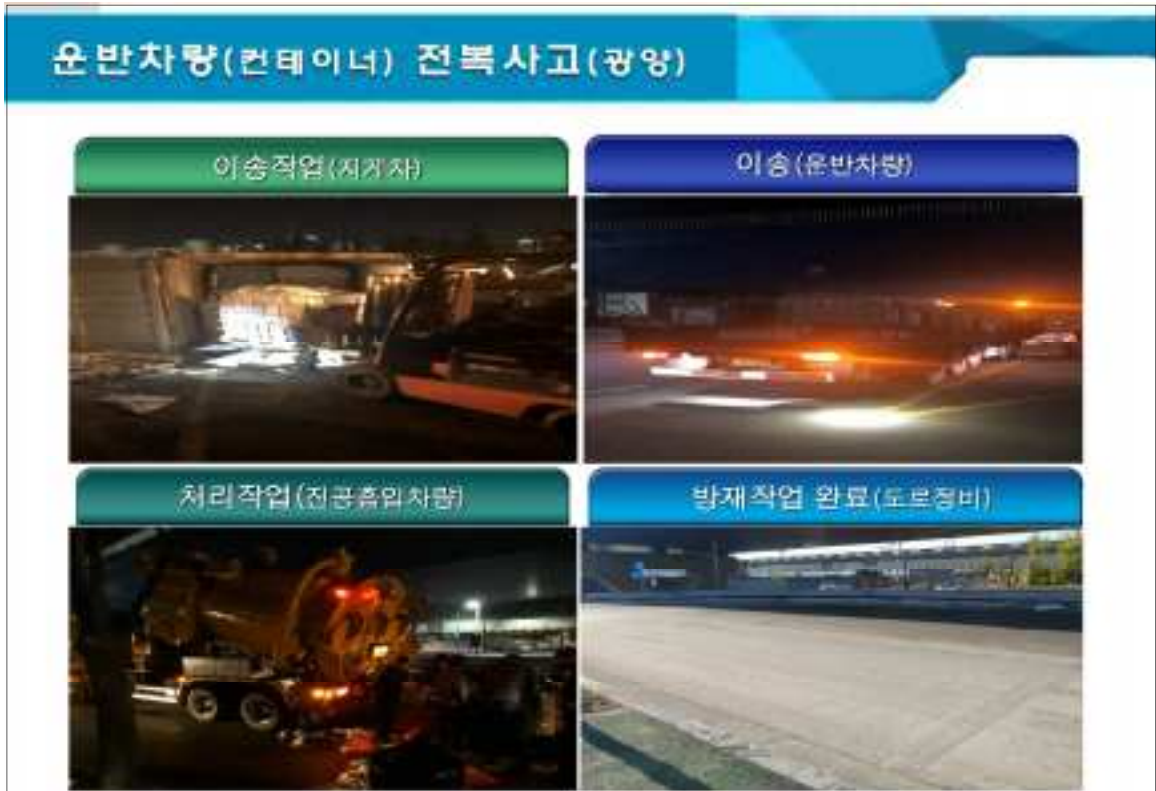 운반차량(컨테이너) 전복사고(광양)
이송작업(지게차)
이송(운반차량)
처리작업(진공흡입차량)
방재작업 완료(도로정비)